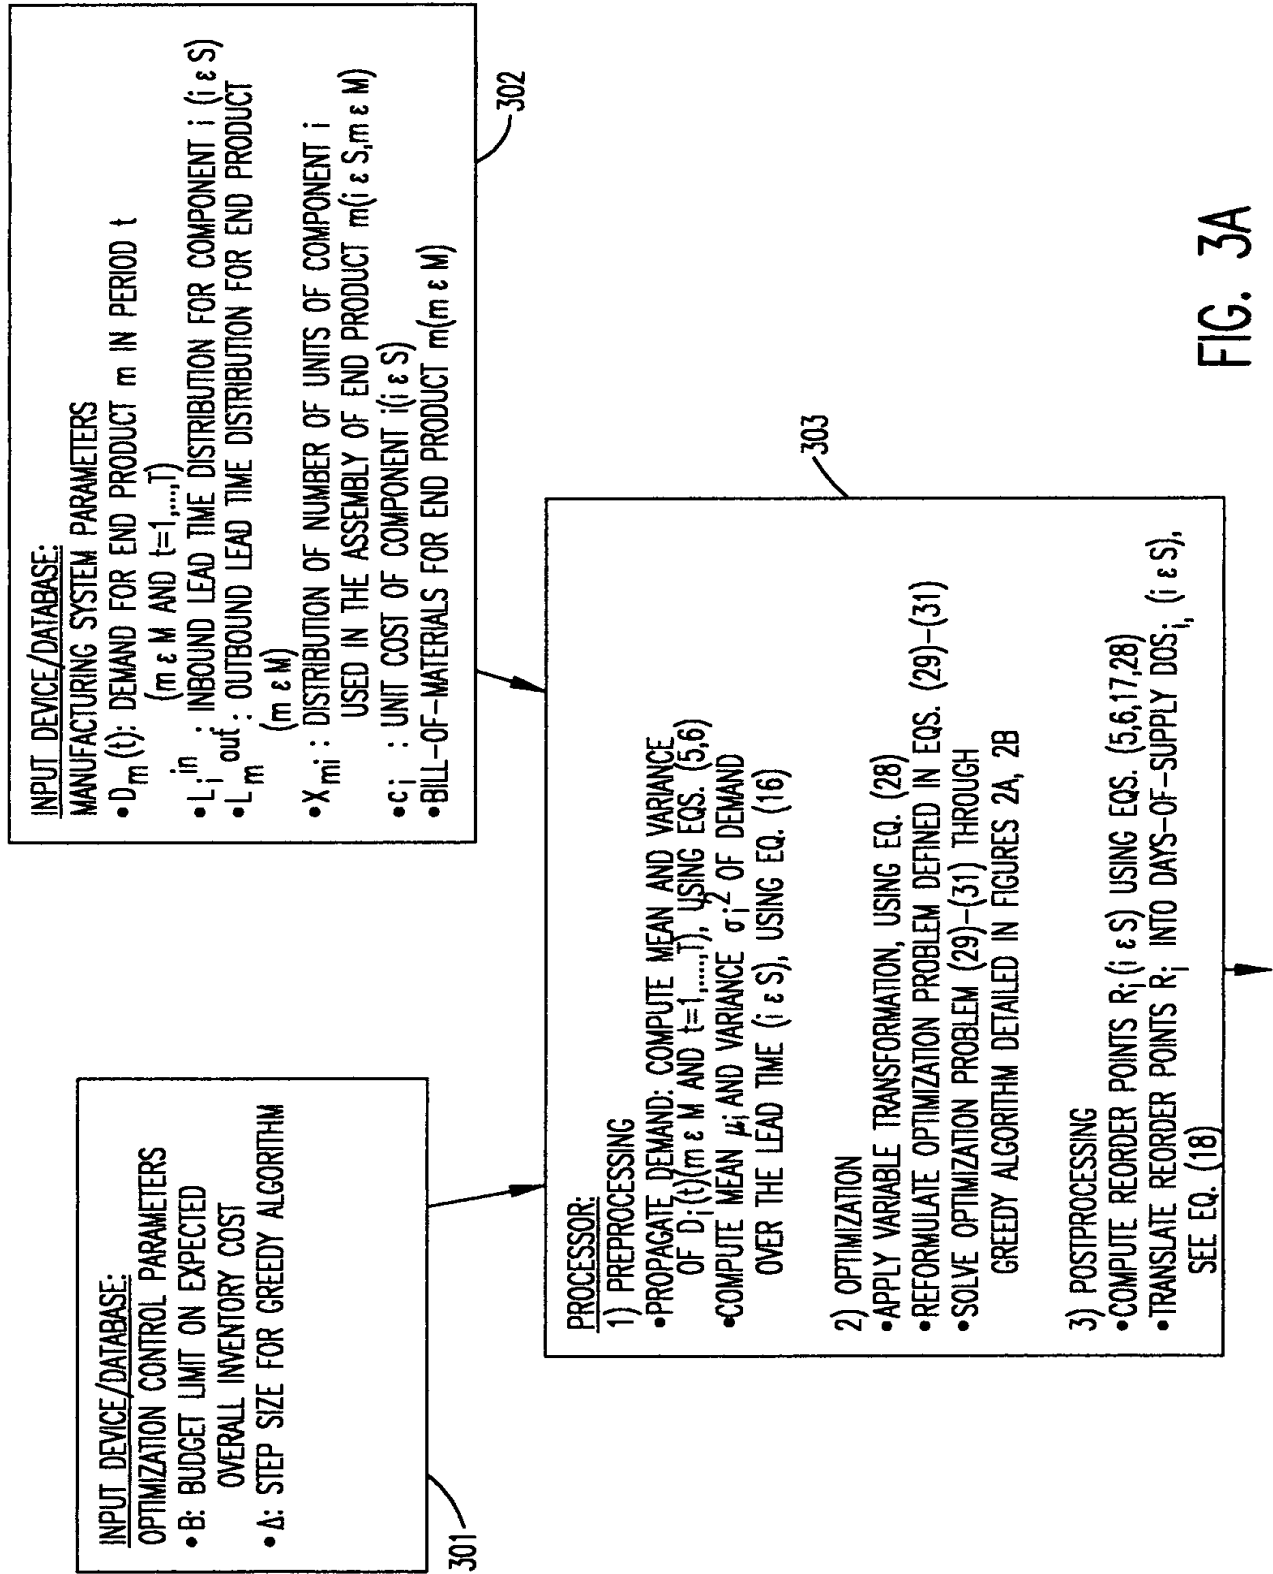 INPUT DEVICE/DATABASE:
OPTIMIZATION CONTROL PARAMETERS
•B: BUDGET LIMIT ON EXPECTED
OVERALL INVENTORY COST
•Δ: STEP SIZE FOR GREEDY ALGORITHM
301
INPUT DEVICE/DATABASE:
MANUFACTURING SYSTEM PARAMETERS
•D_m(t): DEMAND FOR END PRODUCT m IN PERIOD t
(m ε M AND t=1,...,T)
•L_i^in : INBOUND LEAD TIME DISTRIBUTION FOR COMPONENT i (i ε S)
•L_m^out : OUTBOUND LEAD TIME DISTRIBUTION FOR END PRODUCT
(m ε M)
•X_mi : DISTRIBUTION OF NUMBER OF UNITS OF COMPONENT i
USED IN THE ASSEMBLY OF END PRODUCT m(i ε S,m ε M)
•c_i : UNIT COST OF COMPONENT i(i ε S)
•BILL-OF-MATERIALS FOR END PRODUCT m(m ε M)
302
PROCESSOR:
1) PREPROCESSING
•PROPAGATE DEMAND: COMPUTE MEAN AND VARIANCE
OF D_i(t)(m ε M AND t=1,...,T), USING EQS. (5,6)
•COMPUTE MEAN μ_i AND VARIANCE σ_i^2 OF DEMAND
OVER THE LEAD TIME (i ε S), USING EQ. (16)
2) OPTIMIZATION
•APPLY VARIABLE TRANSFORMATION, USING EQ. (28)
•REFORMULATE OPTIMIZATION PROBLEM DEFINED IN EQS. (29)-(31)
•SOLVE OPTIMIZATION PROBLEM (29)-(31) THROUGH
GREEDY ALGORITHM DETAILED IN FIGURES 2A, 2B
3) POSTPROCESSING
•COMPUTE REORDER POINTS R_i(i ε S) USING EQS. (5,6,17,28)
•TRANSLATE REORDER POINTS R_i INTO DAYS-OF-SUPPLY DOS_i, (i ε S),
SEE EQ. (18)
303
FIG. 3A